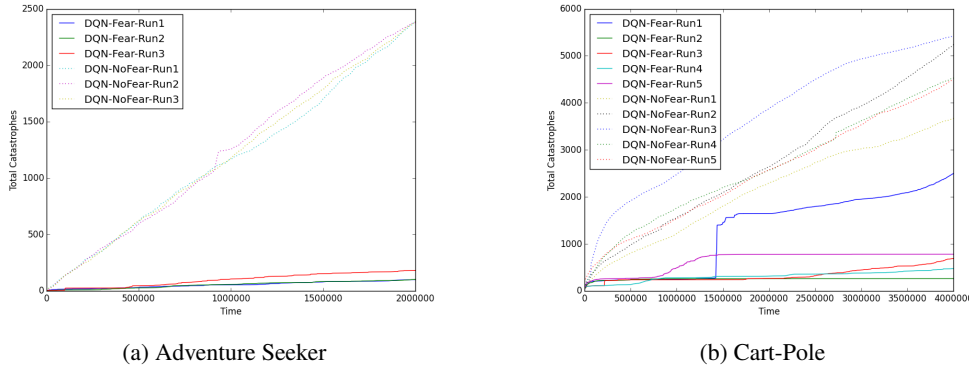 2500
2000
1500
1000
500
0
Total Catastrophes
DQN-Fear-Run1
DQN-Fear-Run2
DQN-Fear-Run3
DQN-NoFear-Run1
DQN-NoFear-Run2
DQN-NoFear-Run3
0 500000 1000000 1500000 2000000
Time
(a) Adventure Seeker
6000
5000
4000
3000
2000
1000
0
Total Catastrophes
DQN-Fear-Run1
DQN-Fear-Run2
DQN-Fear-Run3
DQN-Fear-Run4
DQN-Fear-Run5
DQN-NoFear-Run1
DQN-NoFear-Run2
DQN-NoFear-Run3
DQN-NoFear-Run4
DQN-NoFear-Run5
0 500000 1000000 1500000 2000000 2500000 3000000 3500000 4000000
Time
(b) Cart-Pole